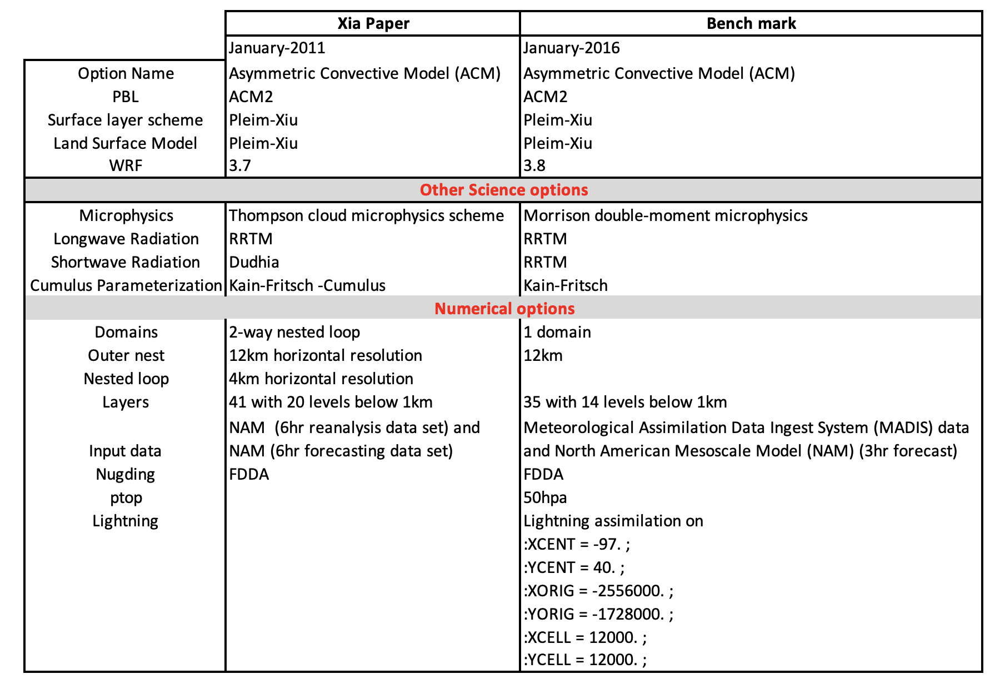 Xia Paper Bench mark
January-2011 January-2016
Option Name Asymmetric Convective Model (ACM) Asymmetric Convective Model (ACM)
PBL ACM2 ACM2
Surface layer scheme Pleim-Xiu Pleim-Xiu
Land Surface Model Pleim-Xiu Pleim-Xiu
WRF 3.7 3.8
Other Science options
Microphysics Thompson cloud microphysics scheme Morrison double-moment microphysics
Longwave Radiation RRTM RRTM
Shortwave Radiation Dudhia RRTM
Cumulus Parameterization Kain-Fritsch -Cumulus Kain-Fritsch
Numerical options
Domains 2-way nested loop 1 domain
Outer nest 12km horizontal resolution 12km
Nested loop 4km horizontal resolution
Layers 41 with 20 levels below 1km 35 with 14 levels below 1km
NAM (6hr reanalysis data set) and Meteorological Assimilation Data Ingest System (MADIS) data
Input data NAM (6hr forecasting data set) and North American Mesoscale Model (NAM) (3hr forecast)
Nugding FDDA FDDA
ptop 50hpa
Lightning Lightning assimilation on
:XCENT = -97. ;
:YCENT = 40. ;
:XORIG = -2556000. ;
:YORIG = -1728000. ;
:XCELL = 12000. ;
:YCELL = 12000. ;